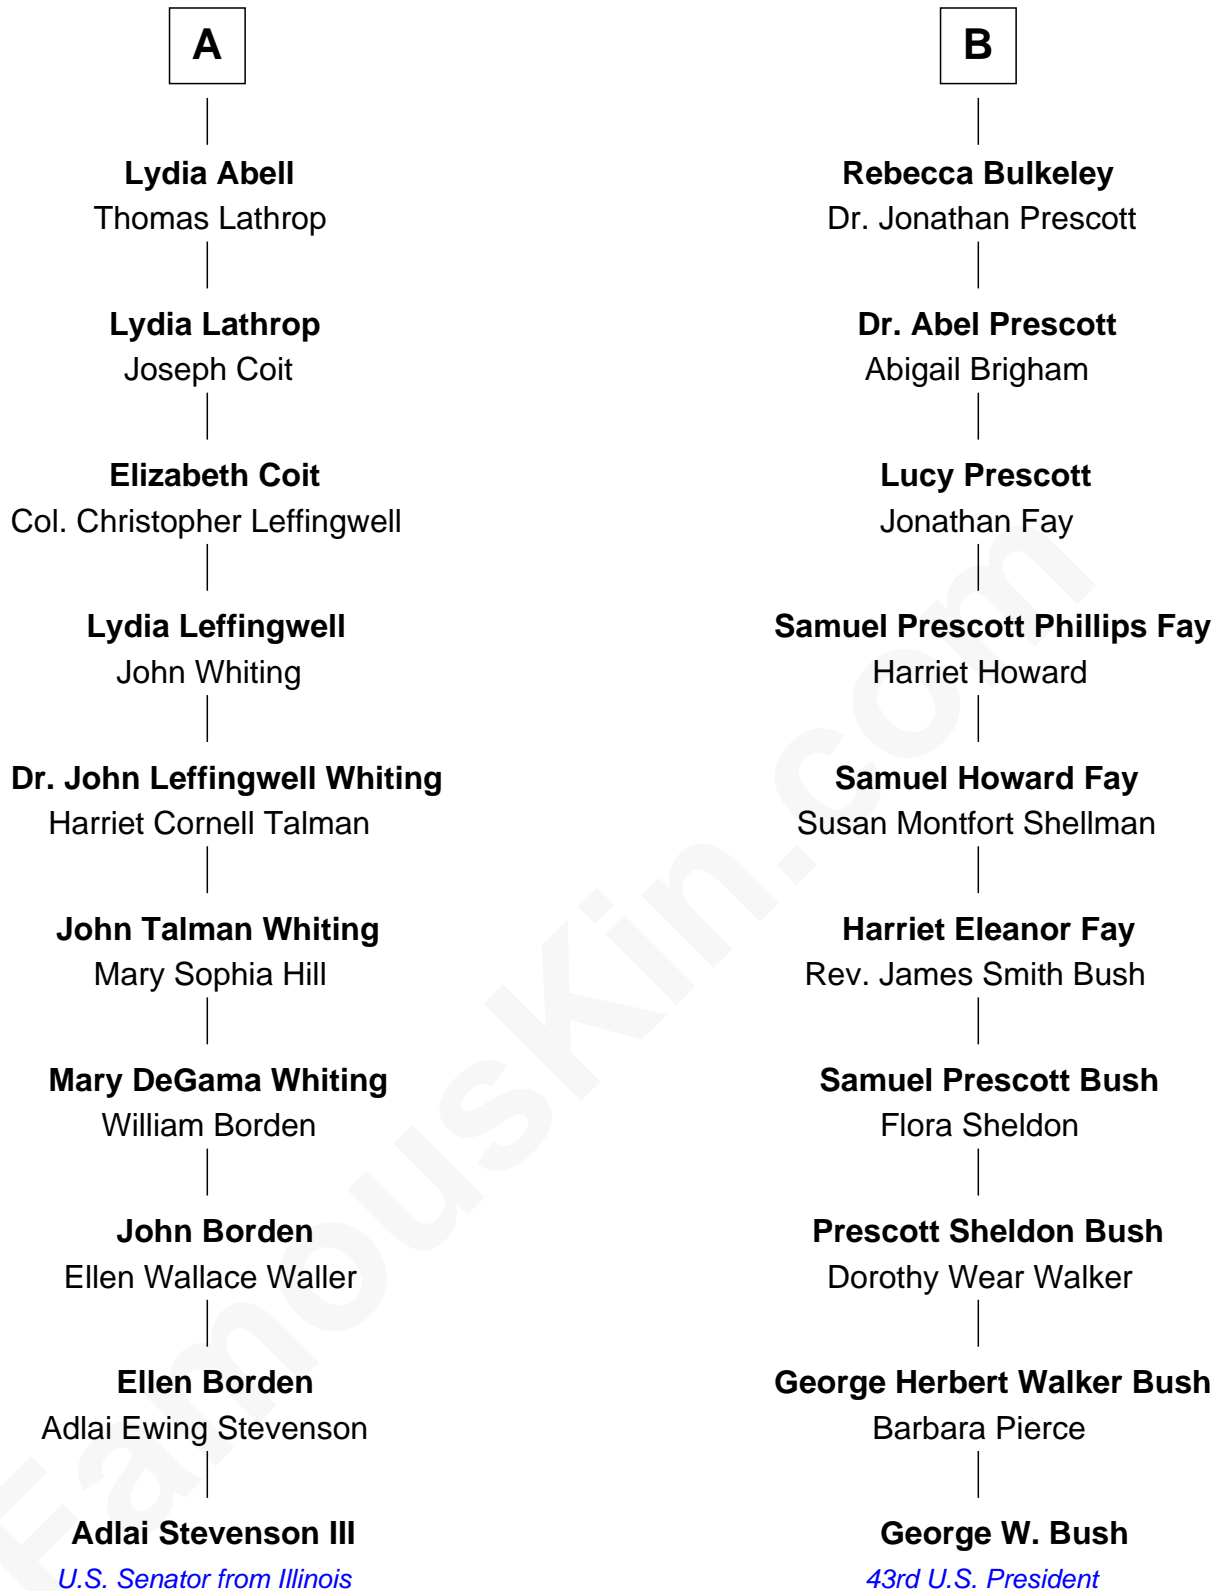 A
Lydia Abell
Thomas Lathrop
Lydia Lathrop
Joseph Coit
Elizabeth Coit
Col. Christopher Leffingwell
Lydia Leffingwell
John Whiting
Dr. John Leffingwell Whiting
Harriet Cornell Talman
John Talman Whiting
Mary Sophia Hill
Mary DeGama Whiting
William Borden
John Borden
Ellen Wallace Waller
Ellen Borden
Adlai Ewing Stevenson
Adlai Stevenson III
U.S. Senator from Illinois
B
Rebecca Bulkeley
Dr. Jonathan Prescott
Dr. Abel Prescott
Abigail Brigham
Lucy Prescott
Jonathan Fay
Samuel Prescott Phillips Fay
Harriet Howard
Samuel Howard Fay
Susan Montfort Shellman
Harriet Eleanor Fay
Rev. James Smith Bush
Samuel Prescott Bush
Flora Sheldon
Prescott Sheldon Bush
Dorothy Wear Walker
George Herbert Walker Bush
Barbara Pierce
George W. Bush
43rd U.S. President
FamousKin.com